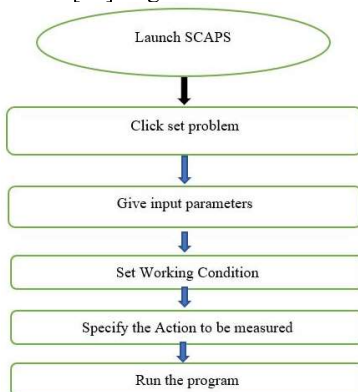 Launch SCAPS
Click set problem
Give input parameters
Set Working Condition
Specify the Action to be measured
Run the program